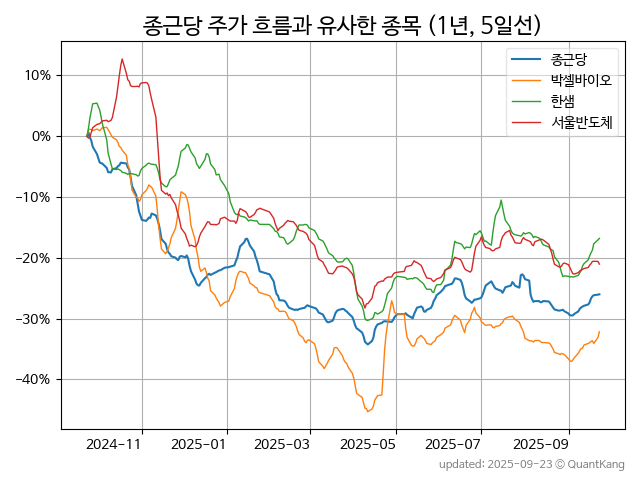 종근당 주가 흐름과 유사한 종목 (1년, 5일선)
종근당
박셀바이오
한샘
서울반도체
10%
0%
−10%
−20%
−30%
−40%
2024-11 2025-01 2025-03 2025-05 2025-07 2025-09
updated: 2025-09-23 © QuantKang